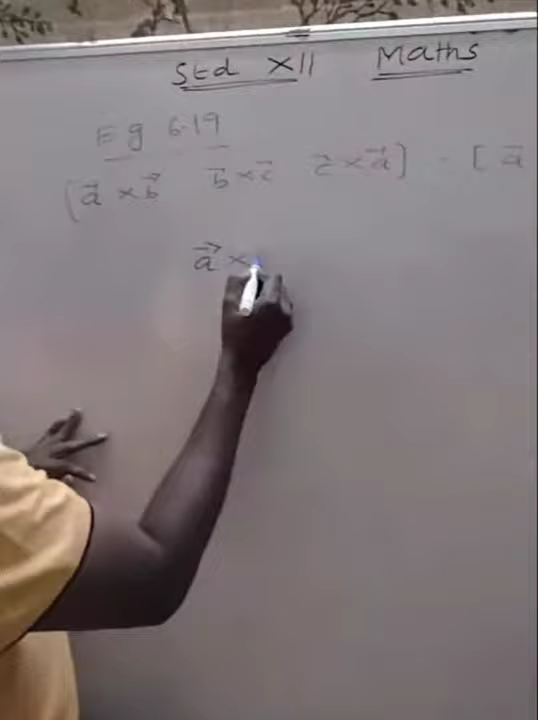 Std XII Maths
Eg 6.19
[a⃗ × b⃗ b⃗ × c⃗ c⃗ × a⃗] = [a⃗
a⃗ ×